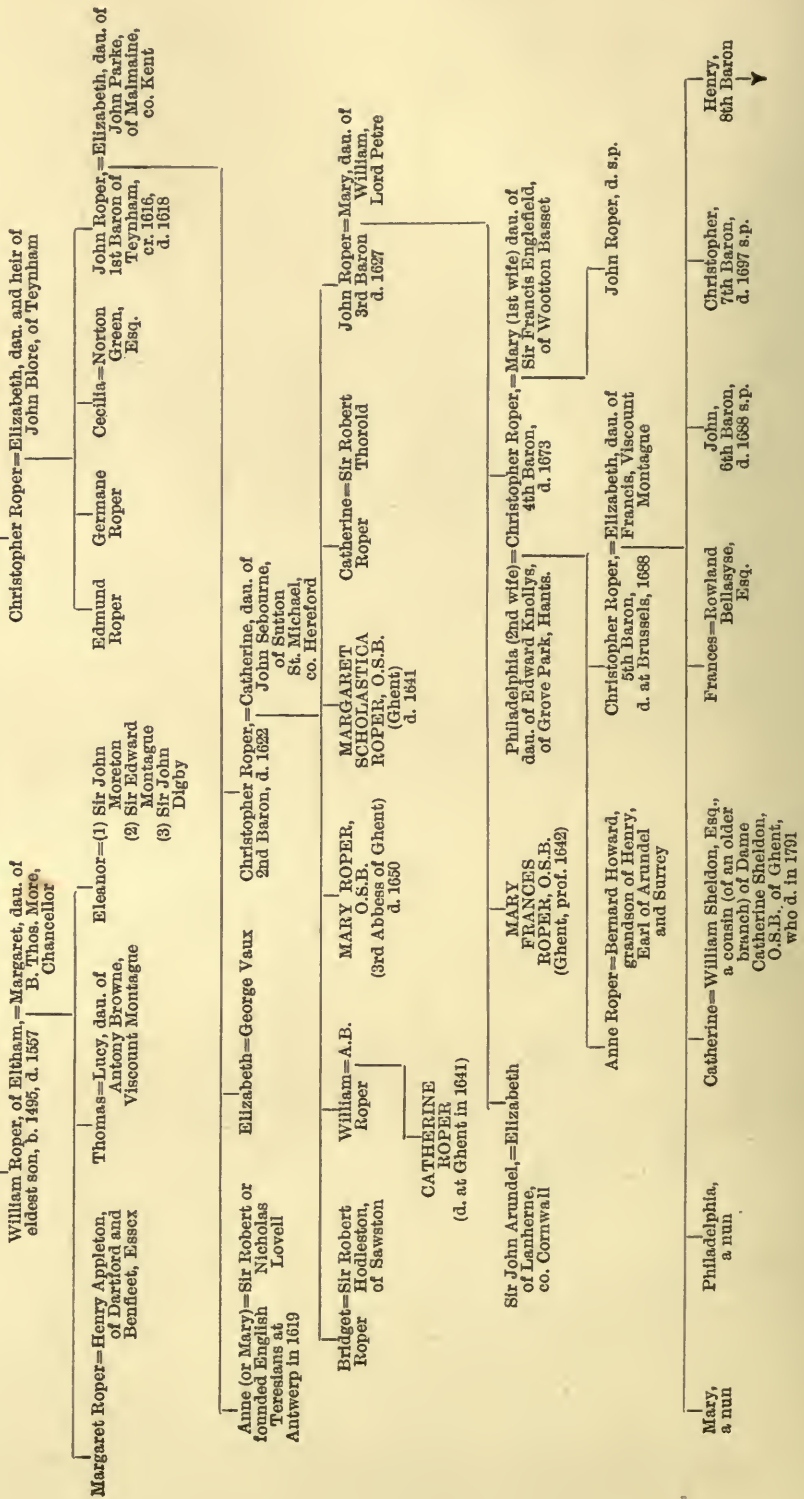 William Roper, of Eltham,=Margaret, dau. of
eldest son, b. 1495, d. 1557
B. Thos. More,
Chancellor
Christopher Roper=Elizabeth, dau. and heir of
John Blore, of Teynham
Margaret Roper=Henry Appleton,
of Dartford and
Benfleet, Essex
Thomas=Lucy, dau. of
Antony Browne,
Viscount Montague
Eleanor=(1) Sir John
Moreton
(2) Sir Edward
Montague
(3) Sir John
Digby
Edmund
Roper
Germane
Roper
Cecilia=Norton
Green,
Esq.
John Roper,=Elizabeth, dau. of
1st Baron of
Teynham,
cr. 1616,
d. 1618
John Parke,
of Malmaine,
co. Kent
Anne (or Mary)=Sir Robert or
founded English
Nicholas
Teresians at
Lovell
Antwerp in 1619
Elizabeth=George Vaux
Christopher Roper,=Catherine, dau. of
2nd Baron, d. 1622
John Sebourne,
of Sutton
St. Michael,
co. Hereford
Bridget=Sir Robert
Roper
Hodleston,
of Sawston
William=A.B.
Roper
MARY ROPER,
O.S.B.
(3rd Abbess of Ghent)
d. 1650
MARGARET
SCHOLASTICA
ROPER, O.S.B.
(Ghent)
d. 1641
Catherine=Sir Robert
Roper
Thorold
John Roper=Mary, dau. of
3rd Baron
d. 1627
William,
Lord Petre
CATHERINE
ROPER
(d. at Ghent in 1641)
Sir John Arundel,=Elizabeth
of Lanherne,
co. Cornwall
MARY
FRANCES
ROPER, O.S.B.
(Ghent, prof. 1642)
Philadelphia (2nd wife)=Christopher Roper,=Mary (1st wife) dau. of
dau. of Edward Knollys,
of Grove Park, Hants.
4th Baron,
d. 1673
Sir Francis Englefield,
of Wootton Basset
Anne Roper=Bernard Howard,
grandson of Henry,
Earl of Arundel
and Surrey
Christopher Roper,=Elizabeth, dau. of
5th Baron,
d. at Brussels, 1688
Francis, Viscount
Montague
John Roper, d. s.p.
Mary,
a nun
Philadelphia,
a nun
Catherine=William Sheldon, Esq.,
a cousin (of an older
branch) of Dame
Catherine Sheldon,
O.S.B., of Ghent,
who d. in 1791
Frances=Rowland
Bellasyse,
Esq.
John,
6th Baron,
d. 1688 s.p.
Christopher,
7th Baron,
d. 1697 s.p.
Henry,
8th Baron